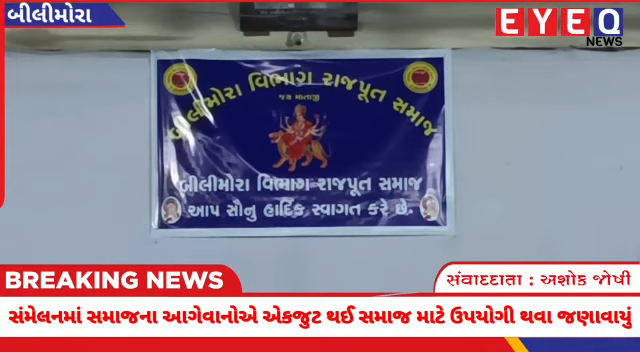 બીલીમોરા
EYEQ
NEWS
બીલીમોરા વિભાગ રાજપૂત સમાજ
જય માતાજી
બીલીમોરા વિભાગ રાજપૂત સમાજ
આપ સૌનુ હાર્દિક સ્વાગત કરે છે.
BREAKING NEWS
સંવાદદાતા : અશોક જોષી
સંમેલનમાં સમાજના આગેવાનોએ એકજુટ થઈ સમાજ માટે ઉપયોગી થવા જણાવાયું